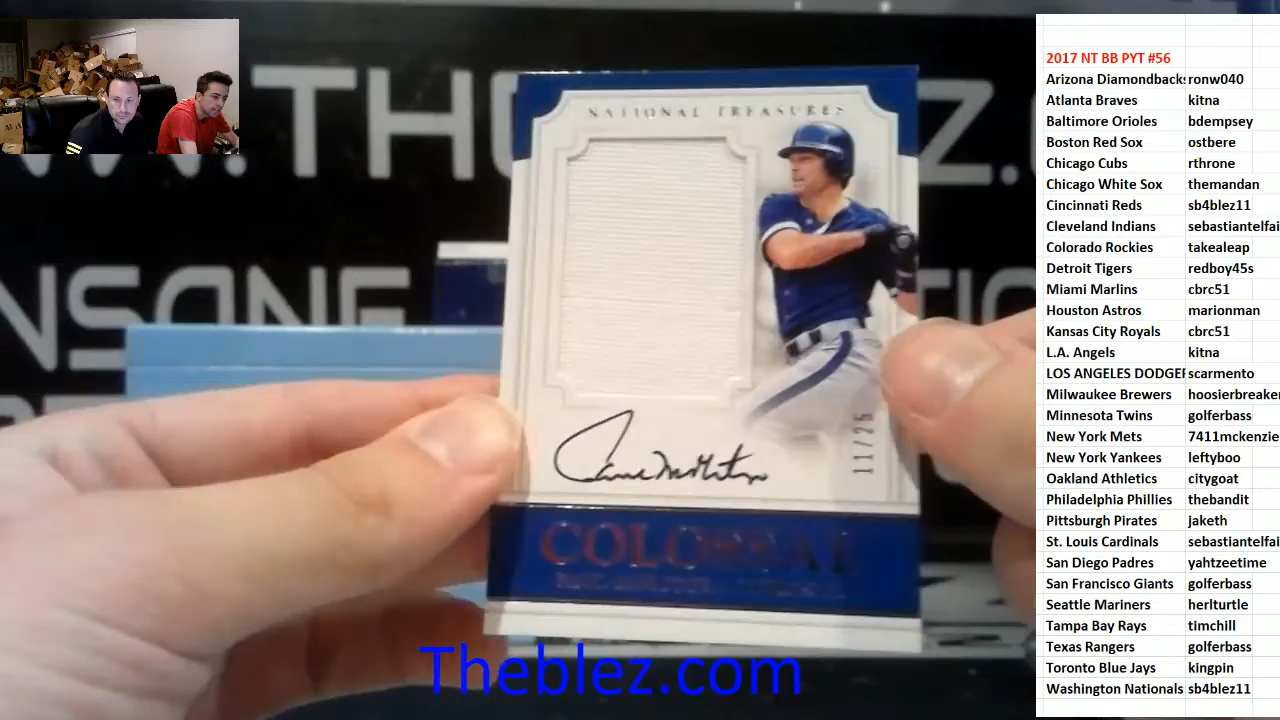 2017 NT BB PYT #56
Arizona Diamondbacks ronw040
Atlanta Braves kitna
Baltimore Orioles bdempsey
Boston Red Sox ostbere
Chicago Cubs rthrone
Chicago White Sox themandan
Cincinnati Reds sb4blez11
Cleveland Indians sebastiantelfai
Colorado Rockies takealeap
Detroit Tigers redboy45s
Miami Marlins cbrc51
Houston Astros marionman
Kansas City Royals cbrc51
L.A. Angels kitna
LOS ANGELES DODGE scarmento
Milwaukee Brewers hoosierbreake
Minnesota Twins golferbass
New York Mets 7411mckenzie
New York Yankees leftyboo
Oakland Athletics citygoat
Philadelphia Phillies thebandit
Pittsburgh Pirates jaketh
St. Louis Cardinals sebastiantelfai
San Diego Padres yahtzeetime
San Francisco Giants golferbass
Seattle Mariners herlturtle
Tampa Bay Rays timchill
Texas Rangers golferbass
Toronto Blue Jays kingpin
Washington Nationals sb4blez11
NATIONAL TREASURES
11/25
COLOSSAL
Theblez.com